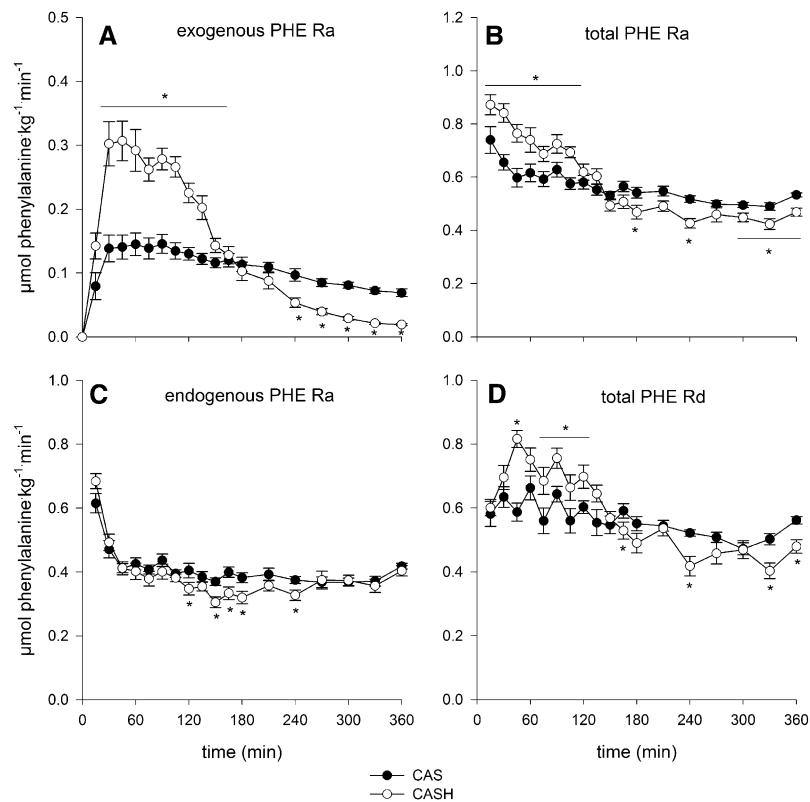 A exogenous PHE Ra
0.5
0.4
0.3
0.2
0.1
0.0
*
* * * * *
µmol phenylalanine·kg⁻¹·min⁻¹
B total PHE Ra
1.2
1.0
0.8
0.6
0.4
0.2
0.0
*
* * *
C endogenous PHE Ra
1.0
0.8
0.6
0.4
0.2
0.0
* * * * *
µmol phenylalanine·kg⁻¹·min⁻¹
0 60 120 180 240 300 360
time (min)
D total PHE Rd
1.0
0.8
0.6
0.4
0.2
0.0
* *
* * * *
0 60 120 180 240 300 360
time (min)
CAS
CASH